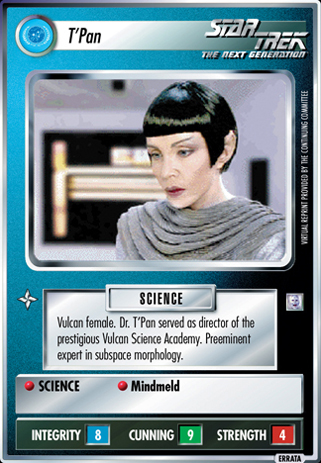 T'Pan
STAR TREK
THE NEXT GENERATION
VIRTUAL REPRINT PROVIDED BY THE CONTINUING COMMITTEE
SCIENCE
Vulcan female. Dr. T'Pan served as director of the
prestigious Vulcan Science Academy. Preeminent
expert in subspace morphology.
SCIENCE Mindmeld
INTEGRITY 8 CUNNING 9 STRENGTH 4
ERRATA